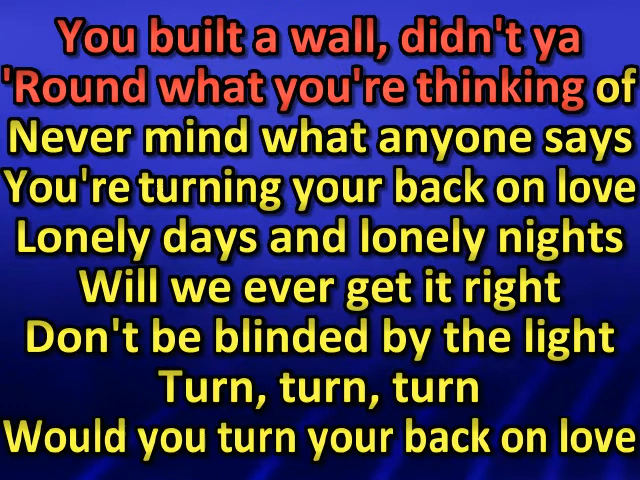 You built a wall, didn't ya
'Round what you're thinking of
Never mind what anyone says
You're turning your back on love
Lonely days and lonely nights
Will we ever get it right
Don't be blinded by the light
Turn, turn, turn
Would you turn your back on love